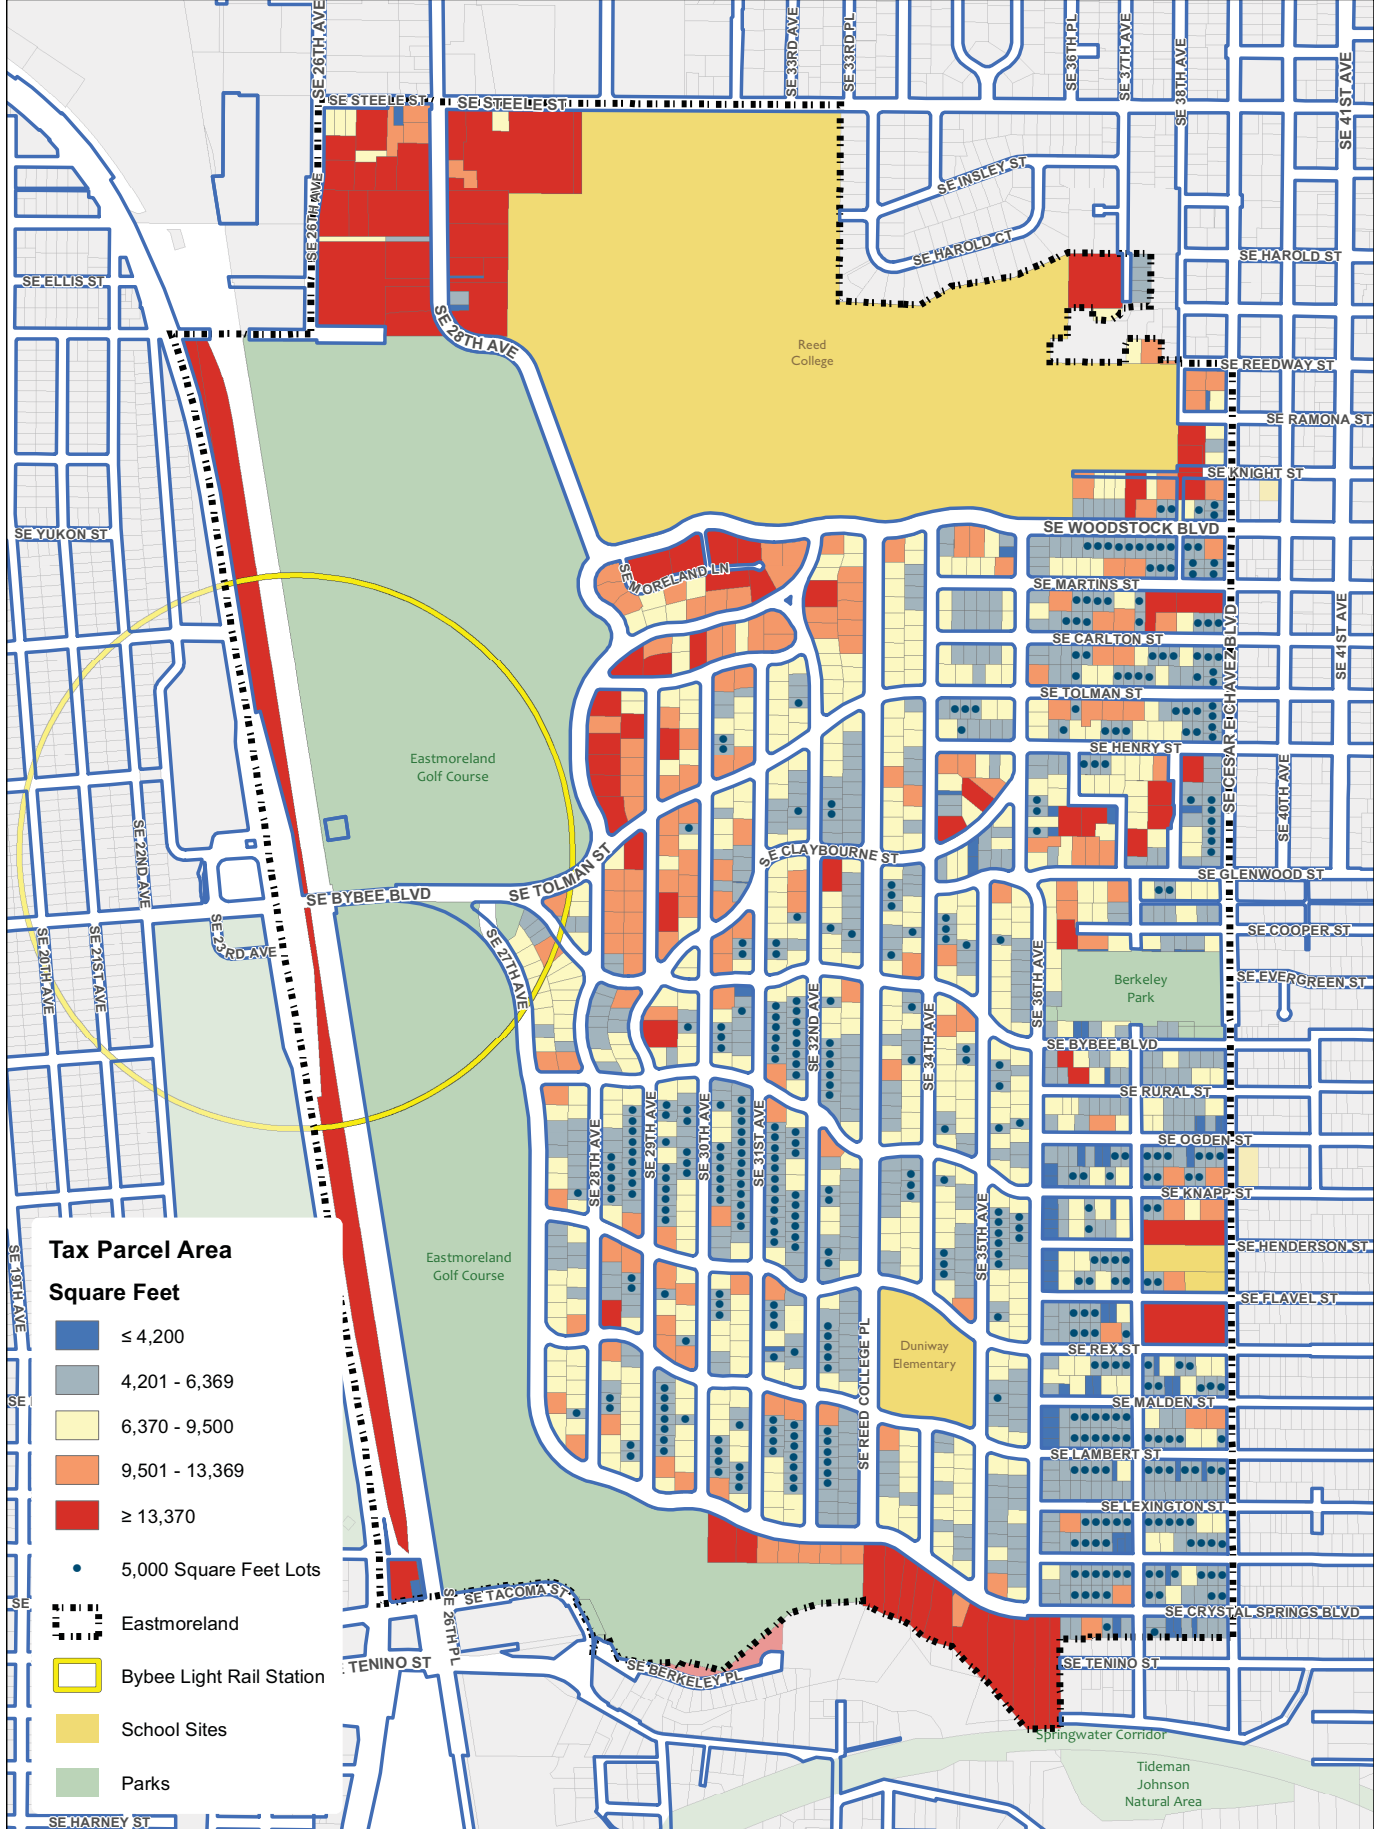 SE 26TH AVE
SE 33RD AVE
SE 33RD PL
SE 36TH PL
SE 37TH AVE
SE 38TH AVE
SE 41ST AVE
SE STEELE ST
SE STEELE ST
SE 26TH AVE
SE INSLEY ST
SE HAROLD CT
SE HAROLD ST
SE ELLIS ST
SE 28TH AVE
Reed
College
SE REEDWAY ST
SE RAMONA ST
SE KNIGHT ST
SE YUKON ST
SE WOODSTOCK BLVD
SE MORELAND LN
SE MARTINS ST
SE CARLTON ST
SE 41ST AVE
SE CESAR E CHAVEZ BLVD
SE TOLMAN ST
SE HENRY ST
Eastmoreland
Golf Course
SE 40TH AVE
SE 22ND AVE
SE CLAYBOURNE ST
SE TOLMAN ST
SE GLENWOOD ST
SE BYBEE BLVD
SE 23RD AVE
SE 20TH AVE
SE 21ST AVE
SE 27TH AVE
SE COOPER ST
SE 36TH AVE
Berkeley
Park
SE EVERGREEN ST
SE 32ND AVE
SE 34TH AVE
SE BYBEE BLVD
SE RURAL ST
SE 28TH AVE
SE 29TH AVE
SE 30TH AVE
SE 31ST AVE
SE OGDEN ST
SE KNAPP ST
SE 35TH AVE
SE HENDERSON ST
SE 19TH AVE
Eastmoreland
Golf Course
SE FLAVEL ST
SE REED COLLEGE PL
Duniway
Elementary
SE REX ST
SE MALDEN ST
SE LAMBERT ST
SE LEXINGTON ST
Tax Parcel Area
Square Feet
≤ 4,200
4,201 - 6,369
6,370 - 9,500
9,501 - 13,369
≥ 13,370
5,000 Square Feet Lots
Eastmoreland
Bybee Light Rail Station
School Sites
Parks
SE
SE
SE TACOMA ST
SE 26TH PL
SE CRYSTAL SPRINGS BLVD
TENINO ST
SE BERKELEY PL
SE TENINO ST
Springwater Corridor
Tideman
Johnson
Natural Area
SE HARNEY ST